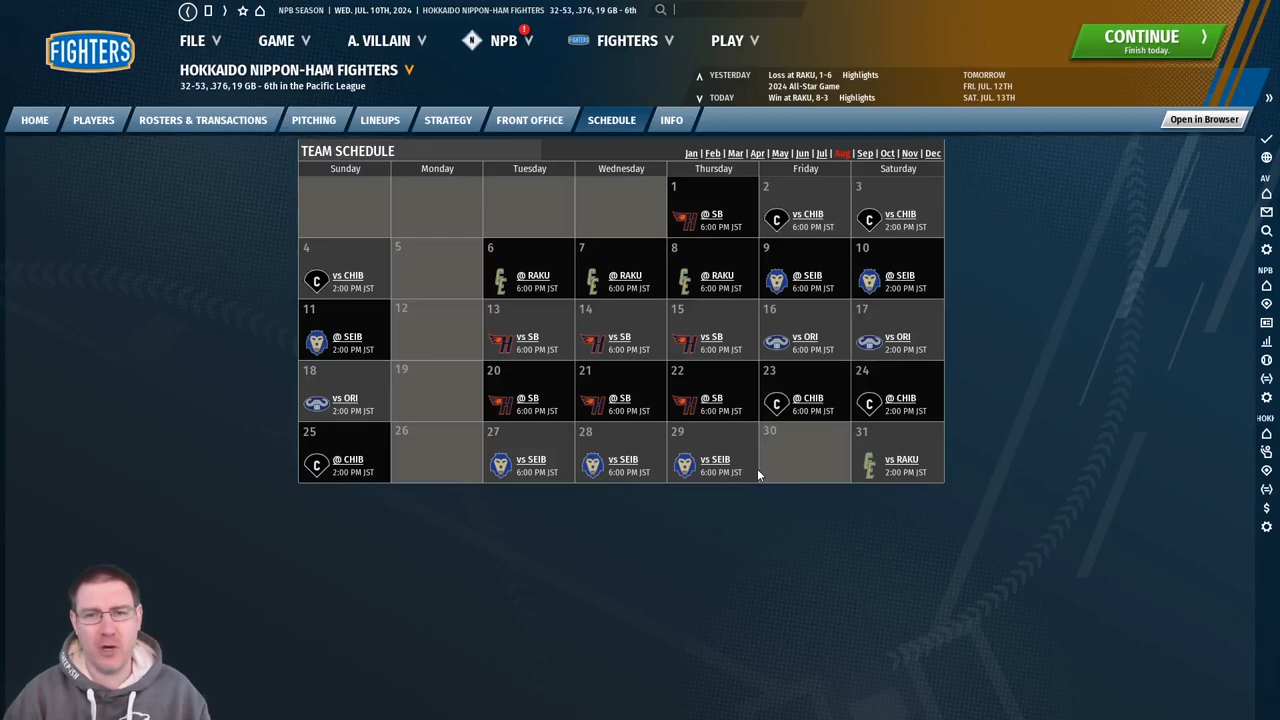 NPB SEASON | WED. JUL. 10TH, 2024 | HOKKAIDO NIPPON-HAM FIGHTERS 32-53, .376, 19 GB - 6th
FIGHTERS
FILE GAME A. VILLAIN NPB FIGHTERS PLAY
CONTINUE
Finish today.
HOKKAIDO NIPPON-HAM FIGHTERS
32-53, .376, 19 GB - 6th in the Pacific League
YESTERDAY Loss at RAKU, 1-6 Highlights TOMORROW
2024 All-Star Game FRI. JUL. 12TH
TODAY Win at RAKU, 8-3 Highlights SAT. JUL. 13TH
HOME PLAYERS ROSTERS & TRANSACTIONS PITCHING LINEUPS STRATEGY FRONT OFFICE SCHEDULE INFO Open in Browser
TEAM SCHEDULE Jan | Feb | Mar | Apr | May | Jun | Jul | Aug | Sep | Oct | Nov | Dec
Sunday Monday Tuesday Wednesday Thursday Friday Saturday
1 2 3
@ SB vs CHIB vs CHIB
6:00 PM JST 6:00 PM JST 2:00 PM JST
4 5 6 7 8 9 10
vs CHIB @ RAKU @ RAKU @ RAKU @ SEIB @ SEIB
2:00 PM JST 6:00 PM JST 6:00 PM JST 6:00 PM JST 6:00 PM JST 6:00 PM JST
11 12 13 14 15 16 17
@ SEIB vs SB vs SB vs SB vs ORI vs ORI
2:00 PM JST 6:00 PM JST 6:00 PM JST 6:00 PM JST 6:00 PM JST 2:00 PM JST
18 19 20 21 22 23 24
vs ORI @ SB @ SB @ SB @ CHIB @ CHIB
2:00 PM JST 6:00 PM JST 6:00 PM JST 6:00 PM JST 6:00 PM JST 2:00 PM JST
25 26 27 28 29 30 31
@ CHIB vs SEIB vs SEIB vs SEIB vs RAKU
2:00 PM JST 6:00 PM JST 6:00 PM JST 6:00 PM JST 2:00 PM JST
AV
NPB